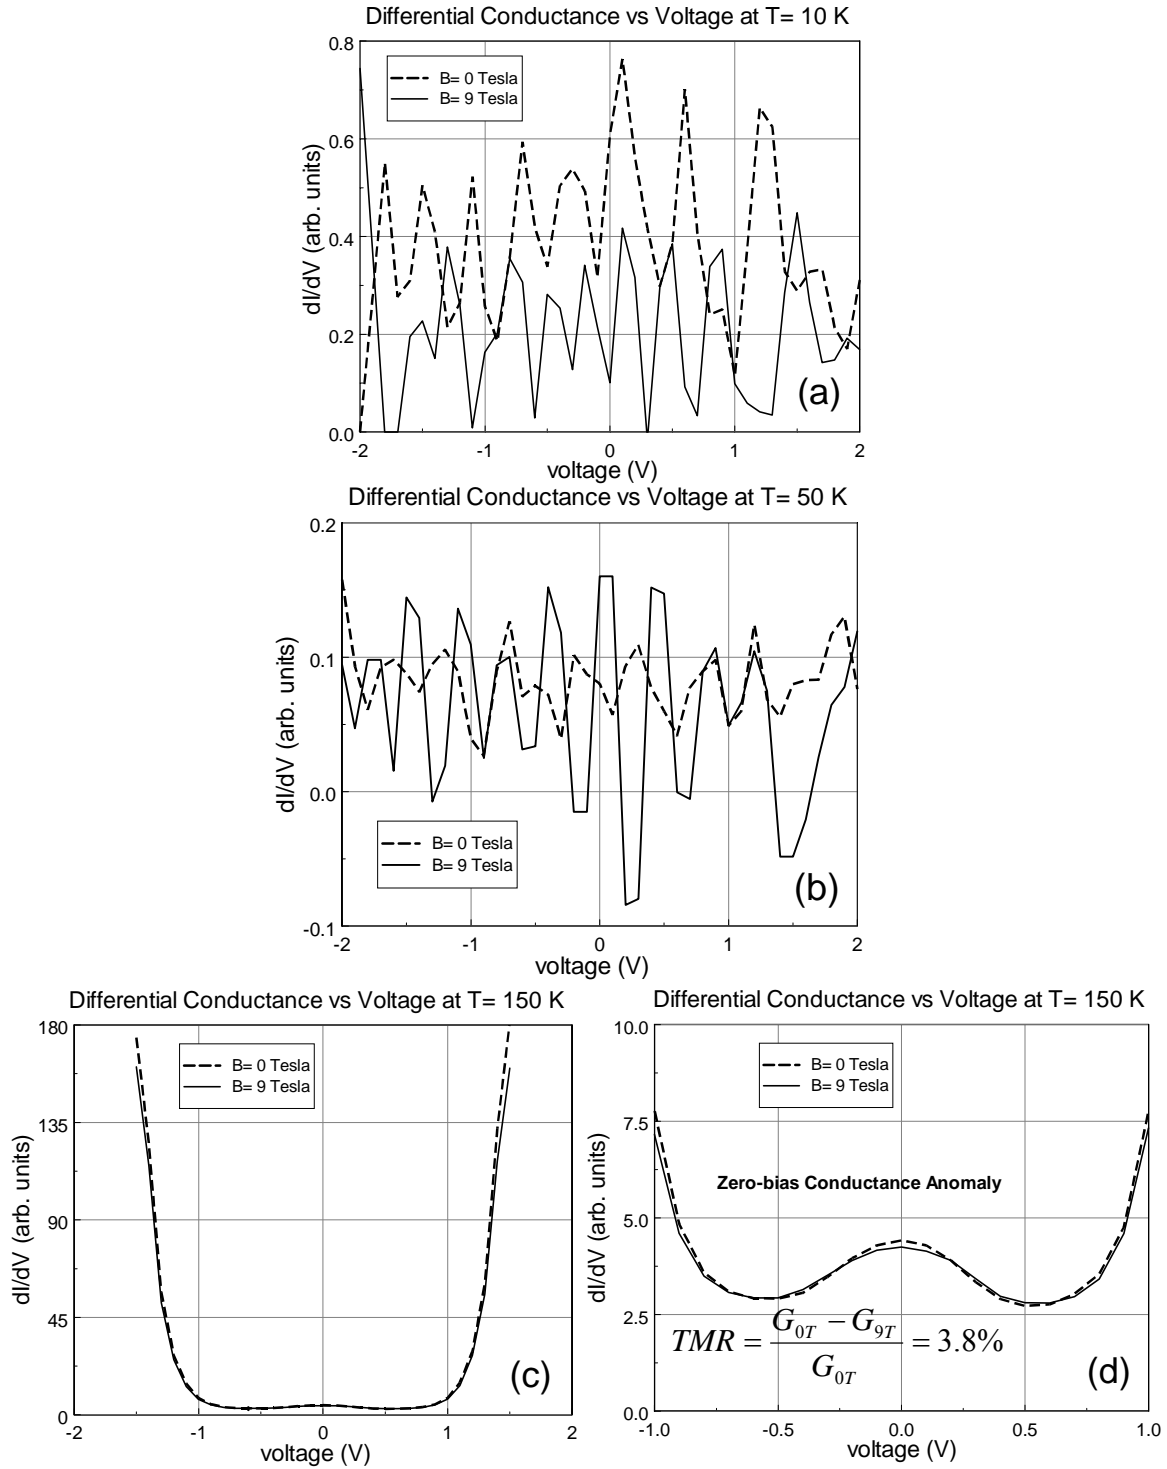 Differential Conductance vs Voltage at T= 10 K
0.8
0.6
0.4
0.2
0.0
dI/dV (arb. units)
B= 0 Tesla
B= 9 Tesla
(a)
-2 -1 0 1 2
voltage (V)
Differential Conductance vs Voltage at T= 50 K
0.2
0.1
0.0
-0.1
dI/dV (arb. units)
B= 0 Tesla
B= 9 Tesla
(b)
-2 -1 0 1 2
voltage (V)
Differential Conductance vs Voltage at T= 150 K
180
135
90
45
0
dI/dV (arb. units)
B= 0 Tesla
B= 9 Tesla
(c)
-2 -1 0 1 2
voltage (V)
Differential Conductance vs Voltage at T= 150 K
10.0
7.5
5.0
2.5
0.0
dI/dV (arb. units)
B= 0 Tesla
B= 9 Tesla
Zero-bias Conductance Anomaly
TMR = (G0T − G9T) / G0T = 3.8%
(d)
-1.0 -0.5 0.0 0.5 1.0
voltage (V)